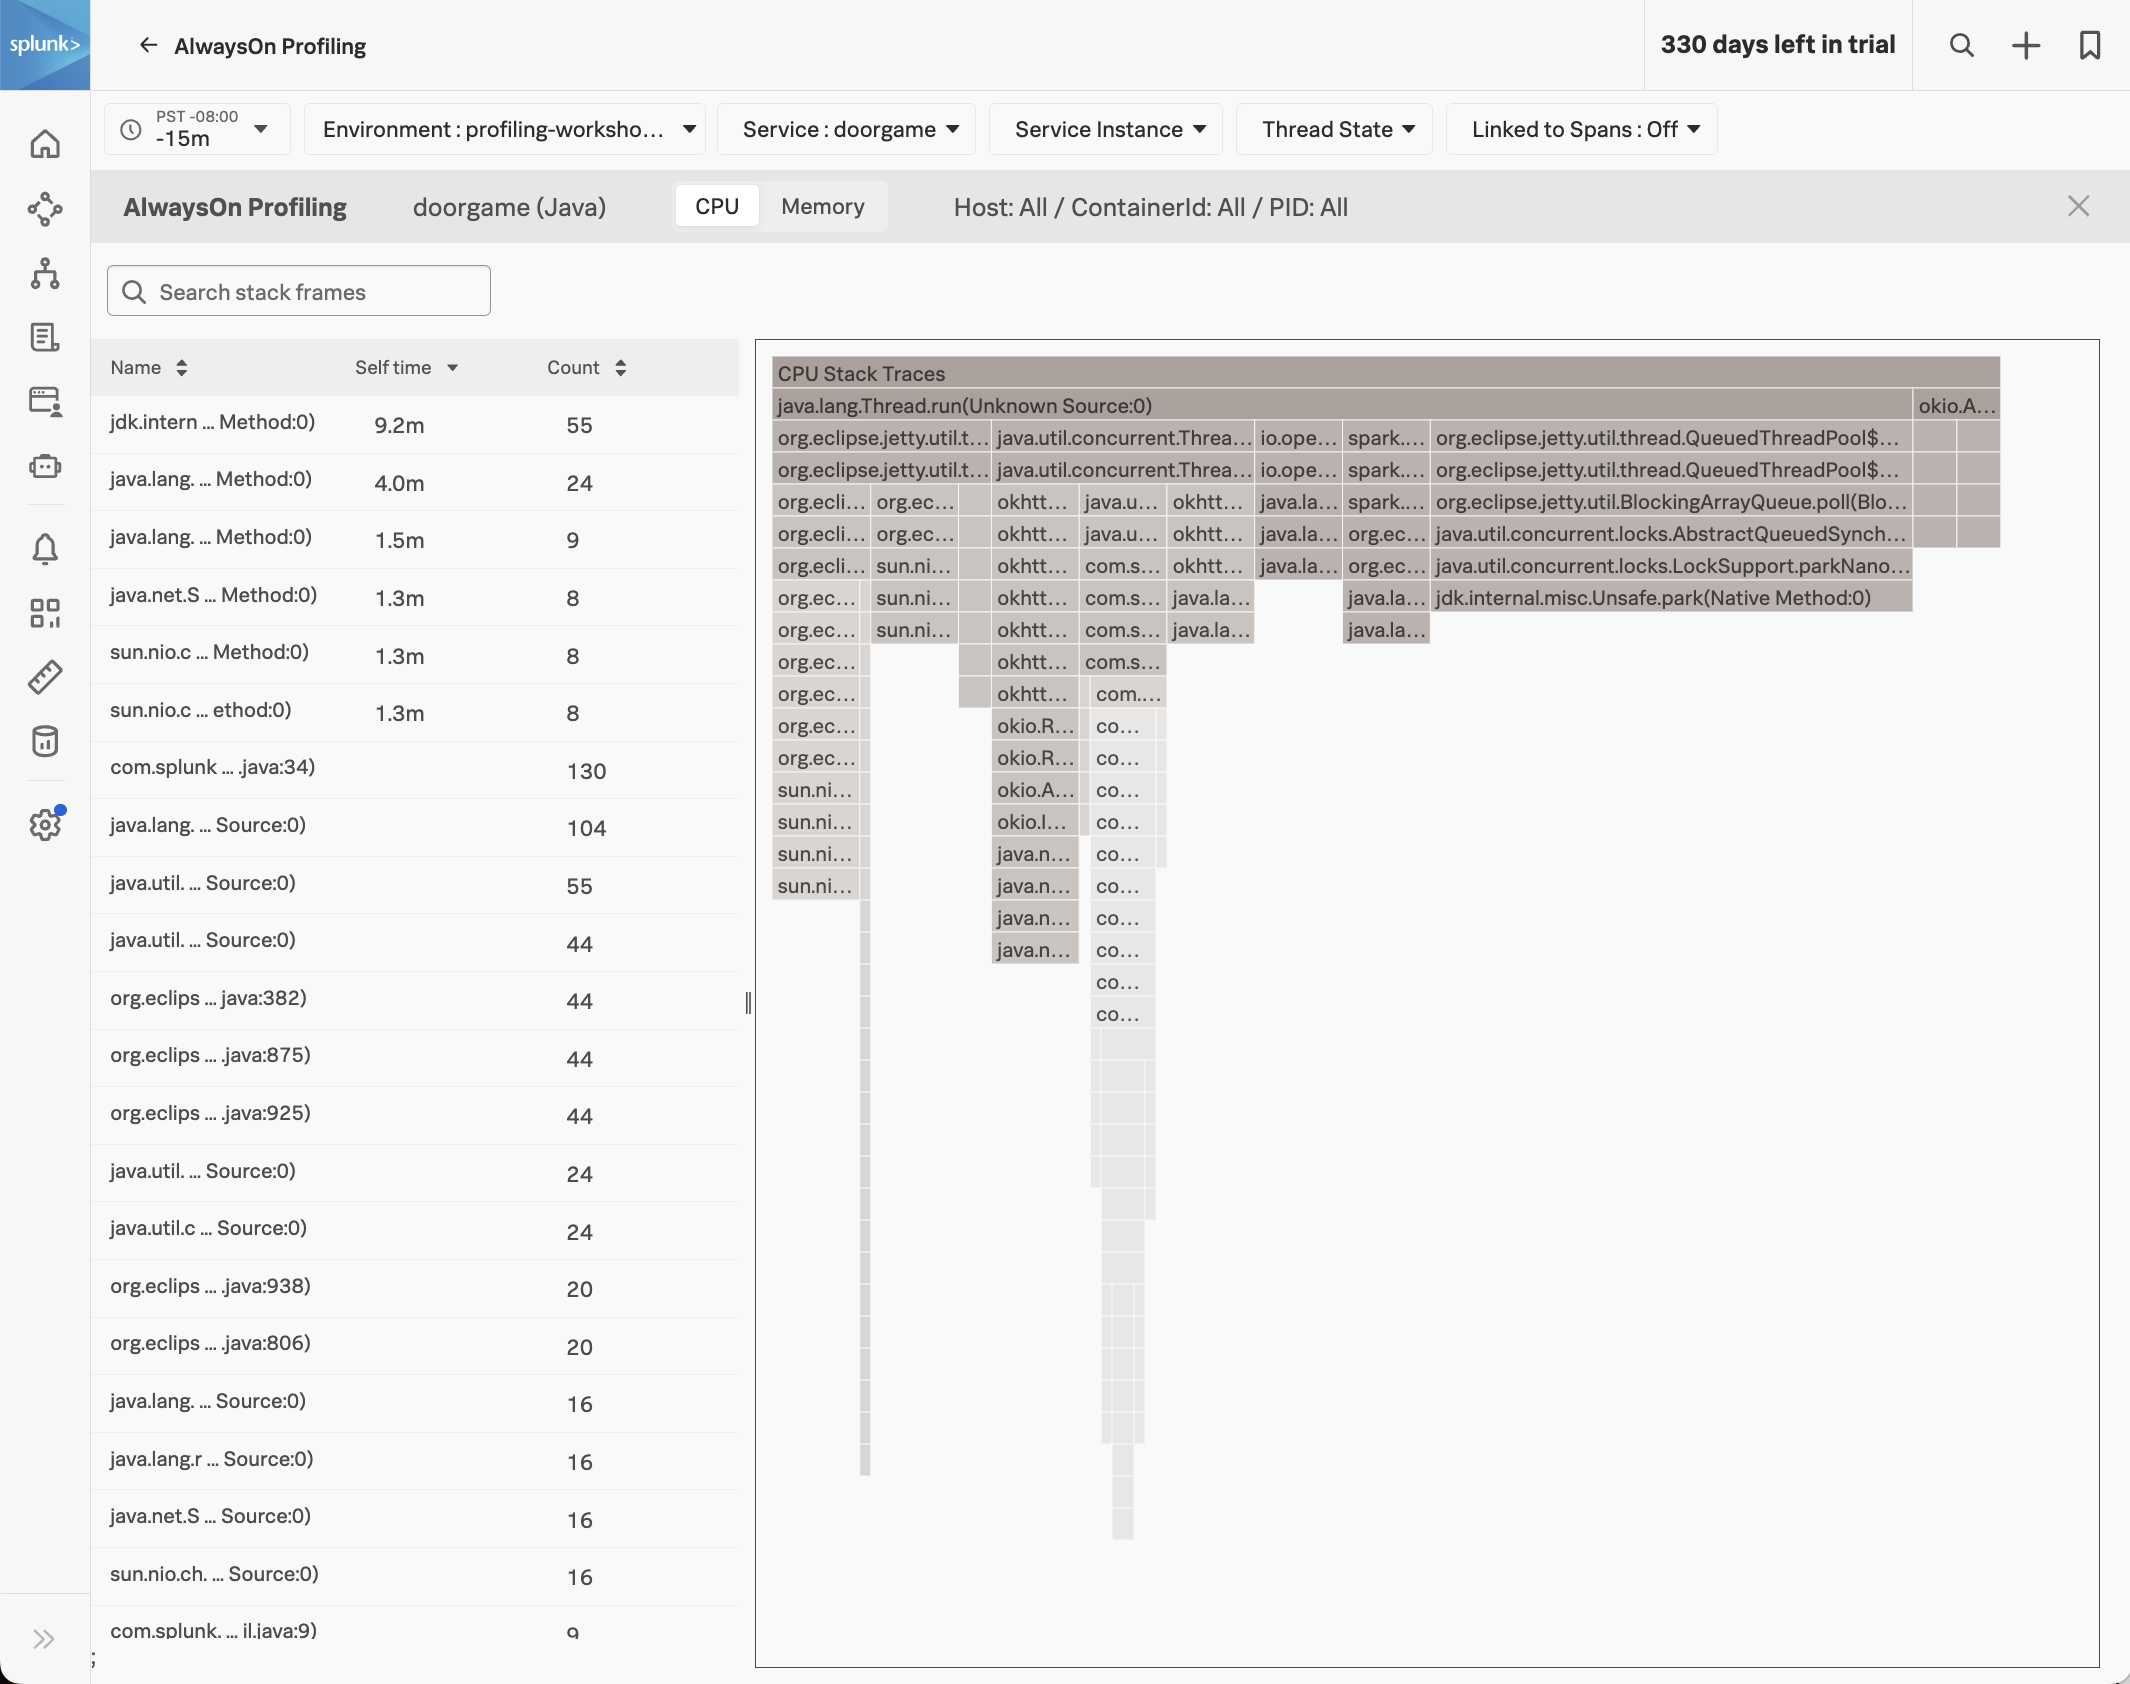 splunk>
AlwaysOn Profiling
330 days left in trial
PST -08:00
-15m
Environment : profiling-worksho...
Service : doorgame
Service Instance
Thread State
Linked to Spans : Off
AlwaysOn Profiling
doorgame (Java)
CPU
Memory
Host: All / ContainerId: All / PID: All
Search stack frames
Name Self time Count
jdk.intern ... Method:0) 9.2m 55
java.lang. ... Method:0) 4.0m 24
java.lang. ... Method:0) 1.5m 9
java.net.S ... Method:0) 1.3m 8
sun.nio.c ... Method:0) 1.3m 8
sun.nio.c ... ethod:0) 1.3m 8
com.splunk ... .java:34) 130
java.lang. ... Source:0) 104
java.util. ... Source:0) 55
java.util. ... Source:0) 44
org.eclips ... java:382) 44
org.eclips ... .java:875) 44
org.eclips ... .java:925) 44
java.util. ... Source:0) 24
java.util.c ... Source:0) 24
org.eclips ... .java:938) 20
org.eclips ... .java:806) 20
java.lang. ... Source:0) 16
java.lang.r ... Source:0) 16
java.net.S ... Source:0) 16
sun.nio.ch. ... Source:0) 16
com.splunk. ... il.java:9) 9
;
CPU Stack Traces
java.lang.Thread.run(Unknown Source:0) okio.A...
org.eclipse.jetty.util.t... java.util.concurrent.Threa... io.ope... spark.... org.eclipse.jetty.util.thread.QueuedThreadPool$...
org.eclipse.jetty.util.t... java.util.concurrent.Threa... io.ope... spark.... org.eclipse.jetty.util.thread.QueuedThreadPool$...
org.ecli... org.ec... okhtt... java.u... okhtt... java.la... spark.... org.eclipse.jetty.util.BlockingArrayQueue.poll(Blo...
org.ecli... org.ec... okhtt... java.u... okhtt... java.la... org.ec... java.util.concurrent.locks.AbstractQueuedSynch...
org.ecli... sun.ni... okhtt... com.s... okhtt... java.la... org.ec... java.util.concurrent.locks.LockSupport.parkNano...
org.ec... sun.ni... okhtt... com.s... java.la... java.la... jdk.internal.misc.Unsafe.park(Native Method:0)
org.ec... sun.ni... okhtt... com.s... java.la... java.la...
org.ec... okhtt... com.s...
org.ec... okhtt... com....
org.ec... okio.R... co...
org.ec... okio.R... co...
sun.ni... okio.A... co...
sun.ni... okio.I... co...
sun.ni... java.n... co...
sun.ni... java.n... co...
java.n... co...
java.n... co...
co...
co...